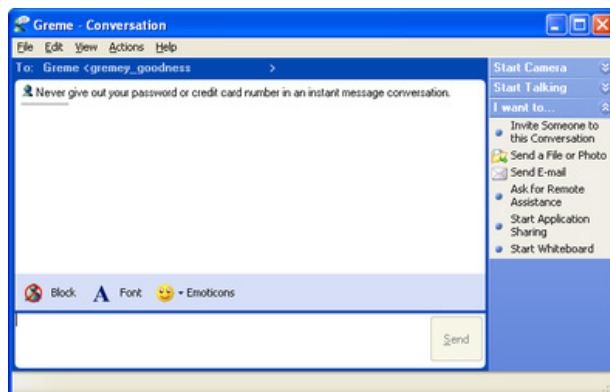 Greme - Conversation
File Edit View Actions Help
To: Greme <gremey_goodness >
Never give out your password or credit card number in an instant message conversation.
Block Font Emoticons
Send
Start Camera
Start Talking
I want to...
Invite Someone to
this Conversation
Send a File or Photo
Send E-mail
Ask for Remote
Assistance
Start Application
Sharing
Start Whiteboard